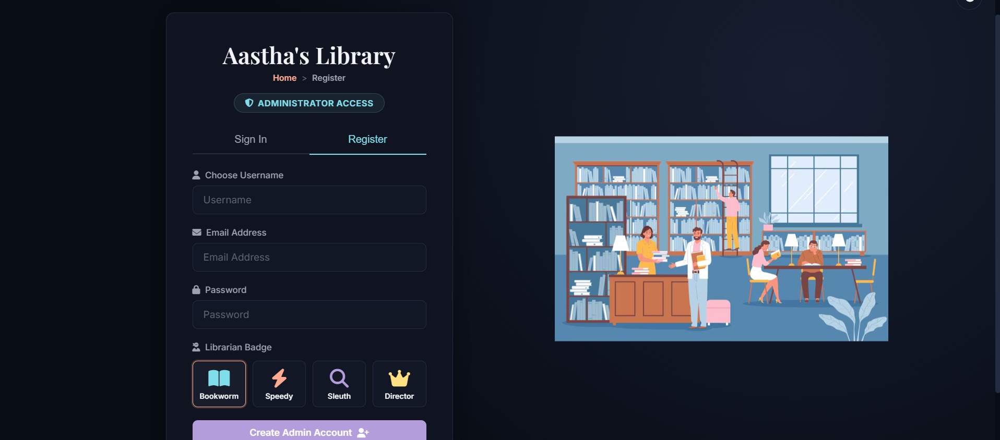 Aastha's Library
Home > Register
ADMINISTRATOR ACCESS
Sign In Register
Choose Username
Username
Email Address
Email Address
Password
Password
Librarian Badge
Bookworm Speedy Sleuth Director
Create Admin Account